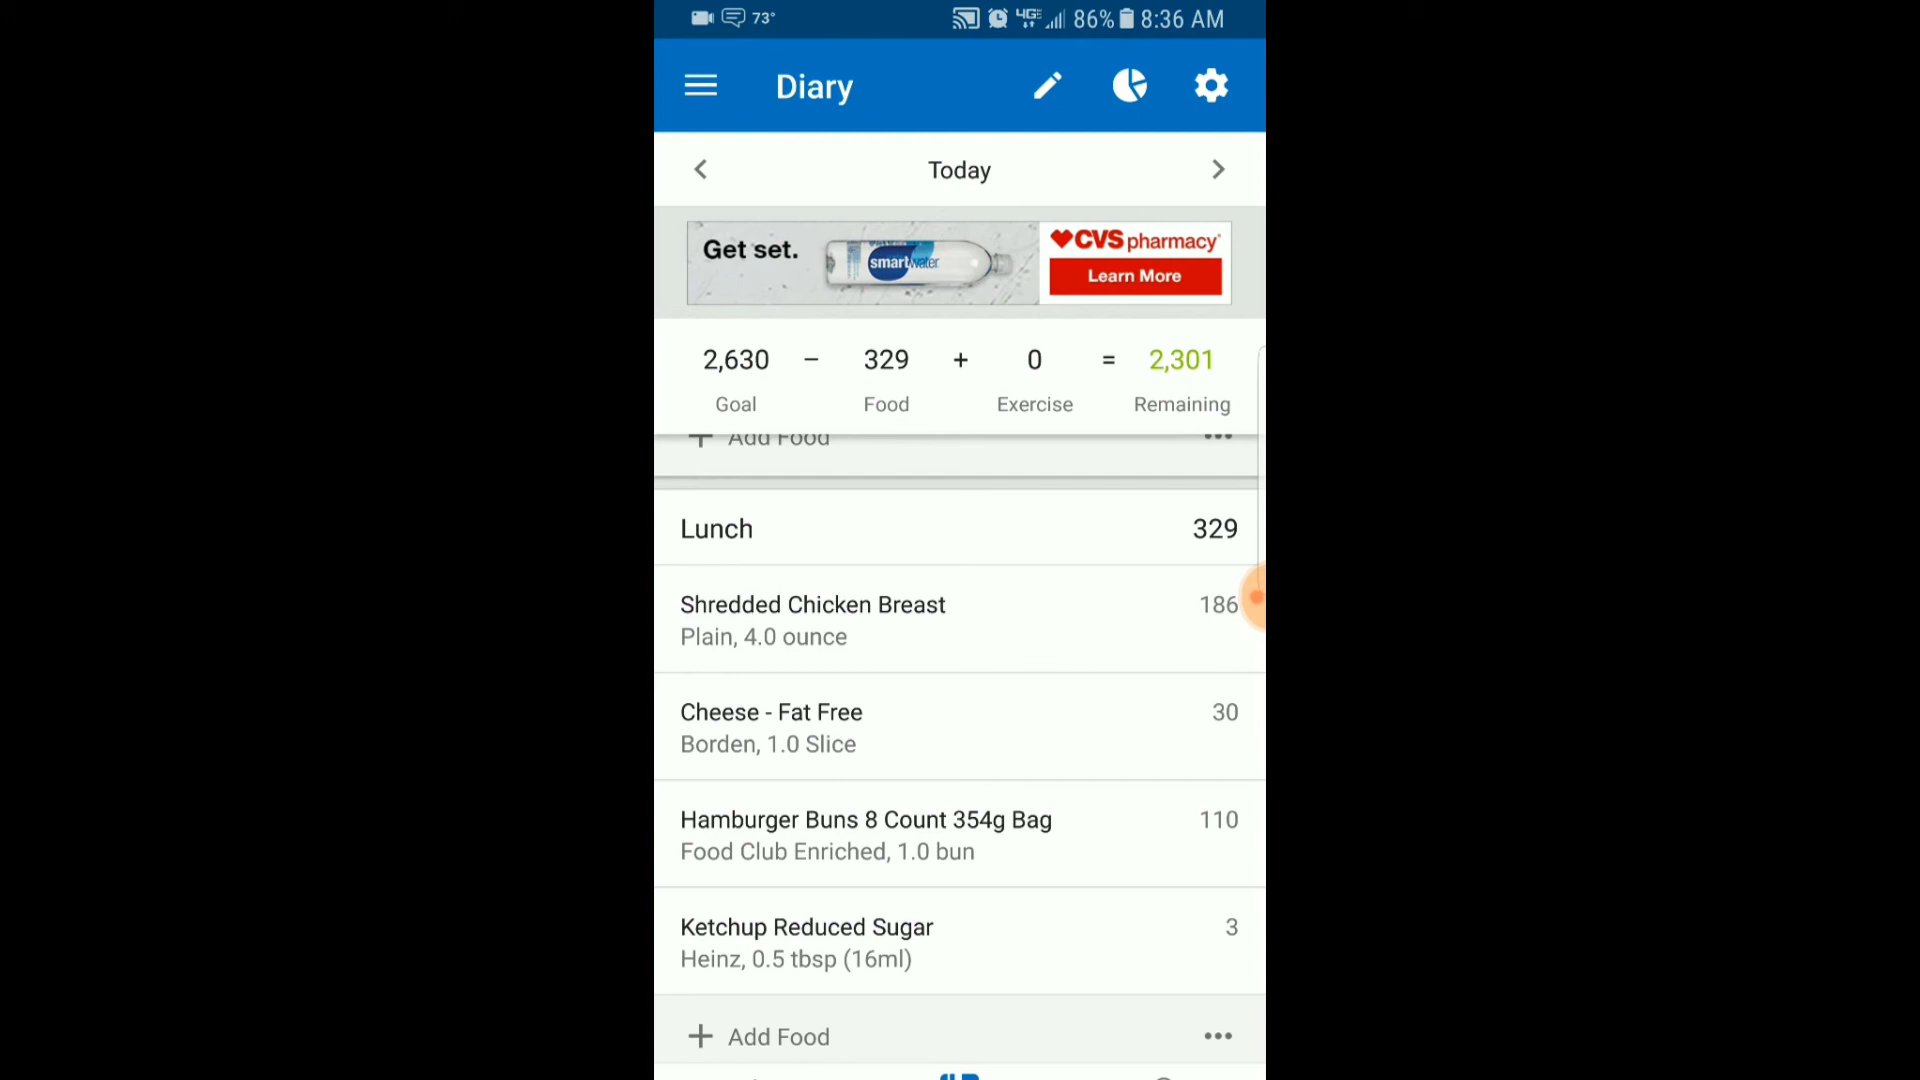 73° 4GE 86% 8:36 AM
Diary
Today
Get set.
smartwater
CVS pharmacy
Learn More
2,630 − 329 + 0 = 2,301
Goal Food Exercise Remaining
Add Food
Lunch 329
Shredded Chicken Breast 186
Plain, 4.0 ounce
Cheese - Fat Free 30
Borden, 1.0 Slice
Hamburger Buns 8 Count 354g Bag 110
Food Club Enriched, 1.0 bun
Ketchup Reduced Sugar 3
Heinz, 0.5 tbsp (16ml)
Add Food